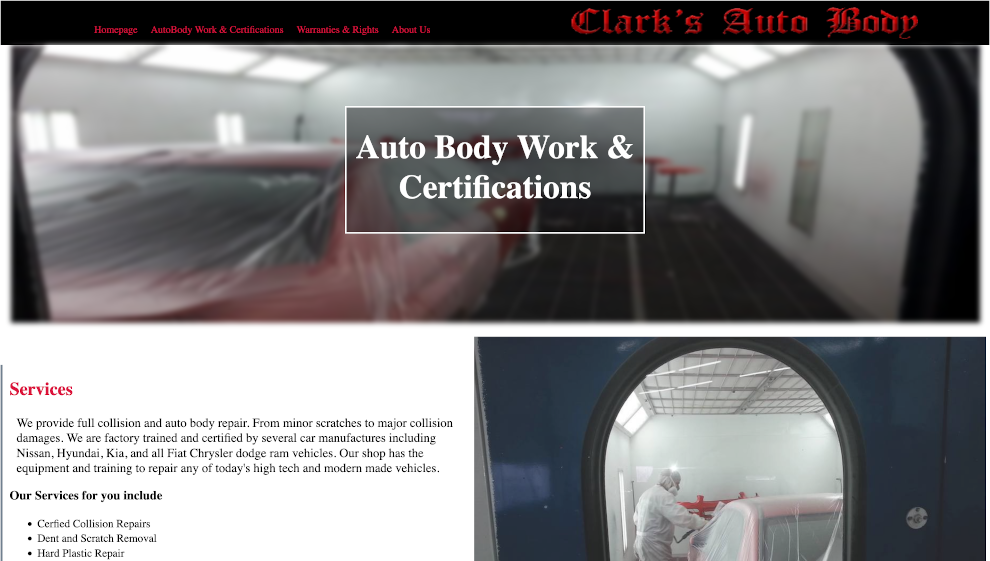 Homepage AutoBody Work & Certifications Warranties & Rights About Us
Clark's Auto Body
Auto Body Work &
Certifications
Services
We provide full collision and auto body repair. From minor scratches to major collision
damages. We are factory trained and certified by several car manufactures including
Nissan, Hyundai, Kia, and all Fiat Chrysler dodge ram vehicles. Our shop has the
equipment and training to repair any of today's high tech and modern made vehicles.
Our Services for you include
Cerfied Collision Repairs
Dent and Scratch Removal
Hard Plastic Repair